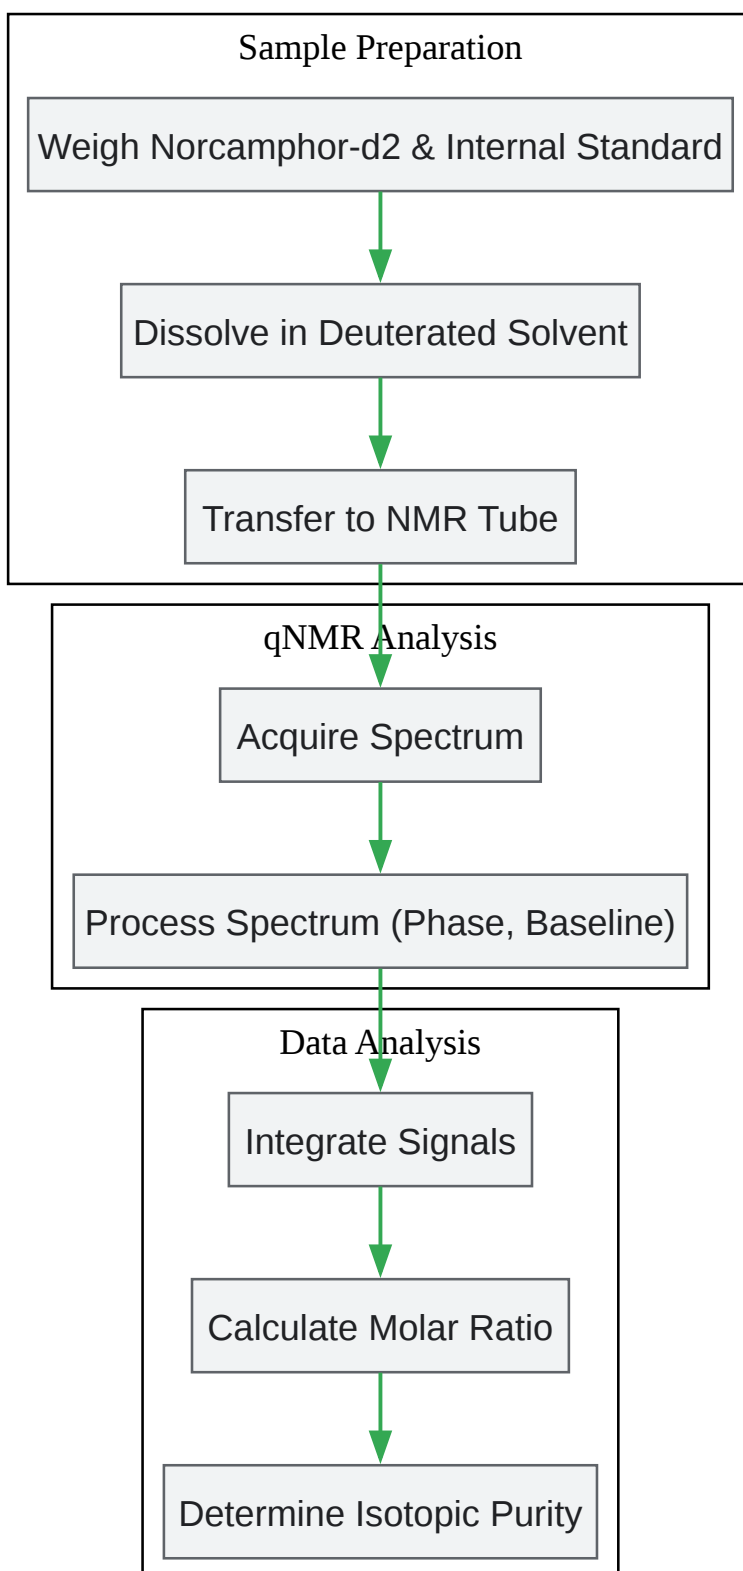 Sample Preparation
Weigh Norcamphor-d2 & Internal Standard
Dissolve in Deuterated Solvent
Transfer to NMR Tube
qNMR Analysis
Acquire Spectrum
Process Spectrum (Phase, Baseline)
Data Analysis
Integrate Signals
Calculate Molar Ratio
Determine Isotopic Purity